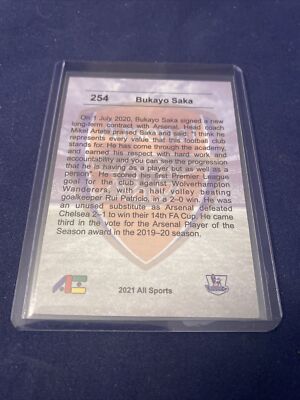 254 Bukayo Saka
On 1 July 2020, Bukayo Saka signed a new
long-term contract with Arsenal. Head coach
Mikel Arteta praised Saka and said: "I think he
represents every value that this football club
stands for. He has come through the academy,
and earned his respect with hard work and
accountability and you can see the progression
that he is having as a player but as well as a
person". He scored his first Premier League
goal for the club against Wolverhampton
Wanderers, with a half volley beating
goalkeeper Rui Patricio, in a 2–0 win. He was
an unused substitute as Arsenal defeated
Chelsea 2–1 to win their 14th FA Cup. He came
third in the vote for the Arsenal Player of the
Season award, in the 2019–20 season.
2021 All Sports